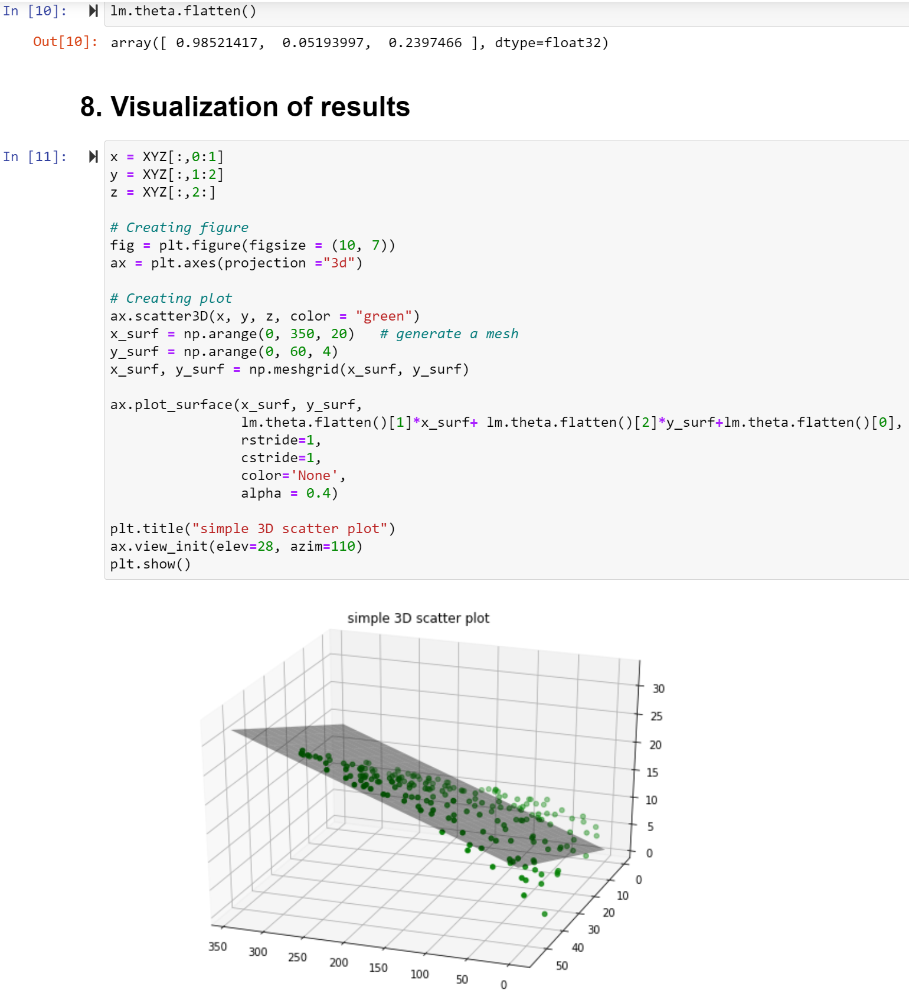 In [10]: lm.theta.flatten()
Out[10]: array([ 0.98521417,  0.05193997,  0.2397466 ], dtype=float32)
8. Visualization of results
In [11]: x = XYZ[:,0:1]
y = XYZ[:,1:2]
z = XYZ[:,2:]
# Creating figure
fig = plt.figure(figsize = (10, 7))
ax = plt.axes(projection ="3d")
# Creating plot
ax.scatter3D(x, y, z, color = "green")
x_surf = np.arange(0, 350, 20)   # generate a mesh
y_surf = np.arange(0, 60, 4)
x_surf, y_surf = np.meshgrid(x_surf, y_surf)
ax.plot_surface(x_surf, y_surf,
lm.theta.flatten()[1]*x_surf+ lm.theta.flatten()[2]*y_surf+lm.theta.flatten()[0],
rstride=1,
cstride=1,
color='None',
alpha = 0.4)
plt.title("simple 3D scatter plot")
ax.view_init(elev=28, azim=110)
plt.show()
simple 3D scatter plot
30
25
20
15
10
5
0
0
10
20
30
40
50
350
300
250
200
150
100
50
0